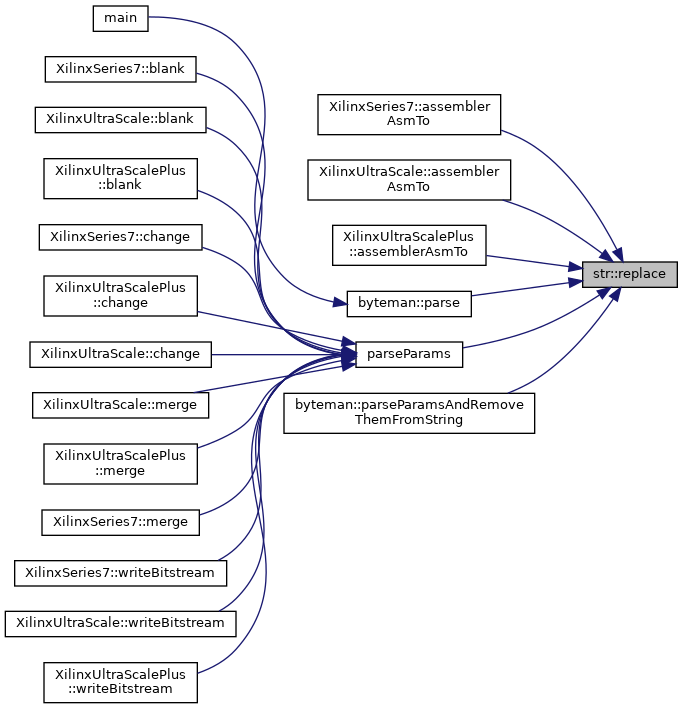 main
XilinxSeries7::blank
XilinxUltraScale::blank
XilinxUltraScalePlus
::blank
XilinxSeries7::change
XilinxUltraScalePlus
::change
XilinxUltraScale::change
XilinxUltraScale::merge
XilinxUltraScalePlus
::merge
XilinxSeries7::merge
XilinxSeries7::writeBitstream
XilinxUltraScale::writeBitstream
XilinxUltraScalePlus
::writeBitstream
XilinxSeries7::assembler
AsmTo
XilinxUltraScale::assembler
AsmTo
XilinxUltraScalePlus
::assemblerAsmTo
byteman::parse
parseParams
byteman::parseParamsAndRemove
ThemFromString
str::replace